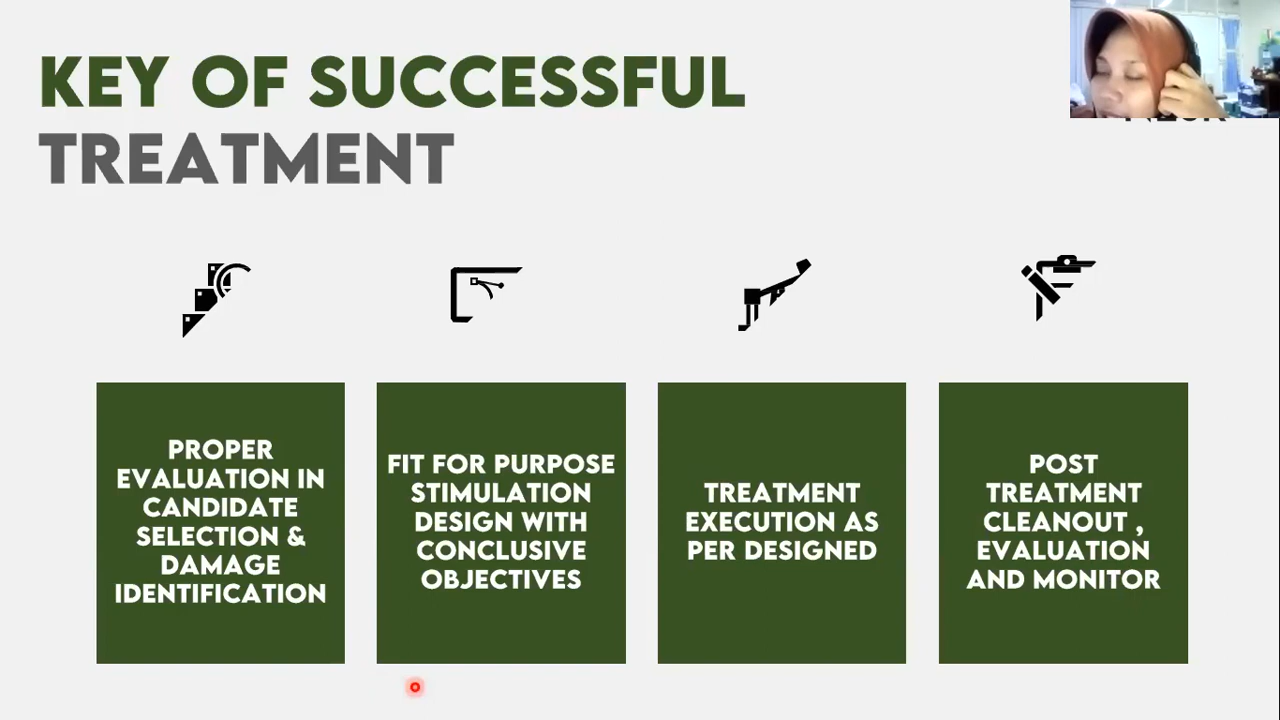 KEY OF SUCCESSFUL
TREATMENT
PROPER
EVALUATION IN
CANDIDATE
SELECTION &
DAMAGE
IDENTIFICATION
FIT FOR PURPOSE
STIMULATION
DESIGN WITH
CONCLUSIVE
OBJECTIVES
TREATMENT
EXECUTION AS
PER DESIGNED
POST
TREATMENT
CLEANOUT ,
EVALUATION
AND MONITOR